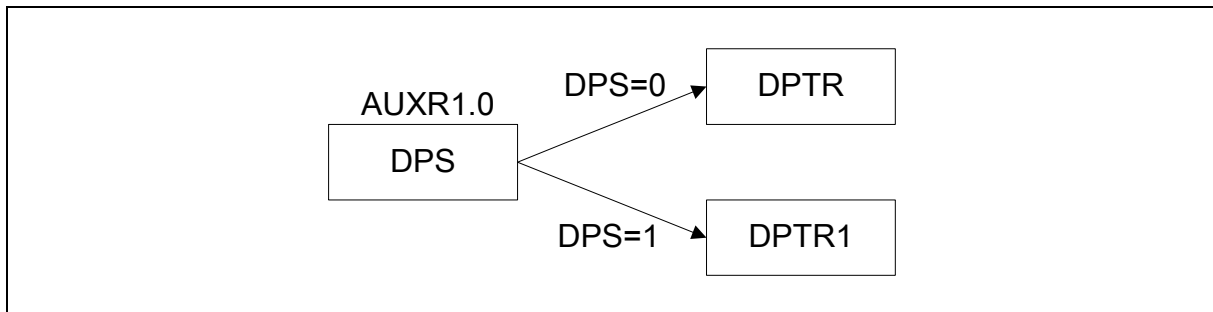 DPS=0
DPTR
AUXR1.0
DPS
DPS=1
DPTR1